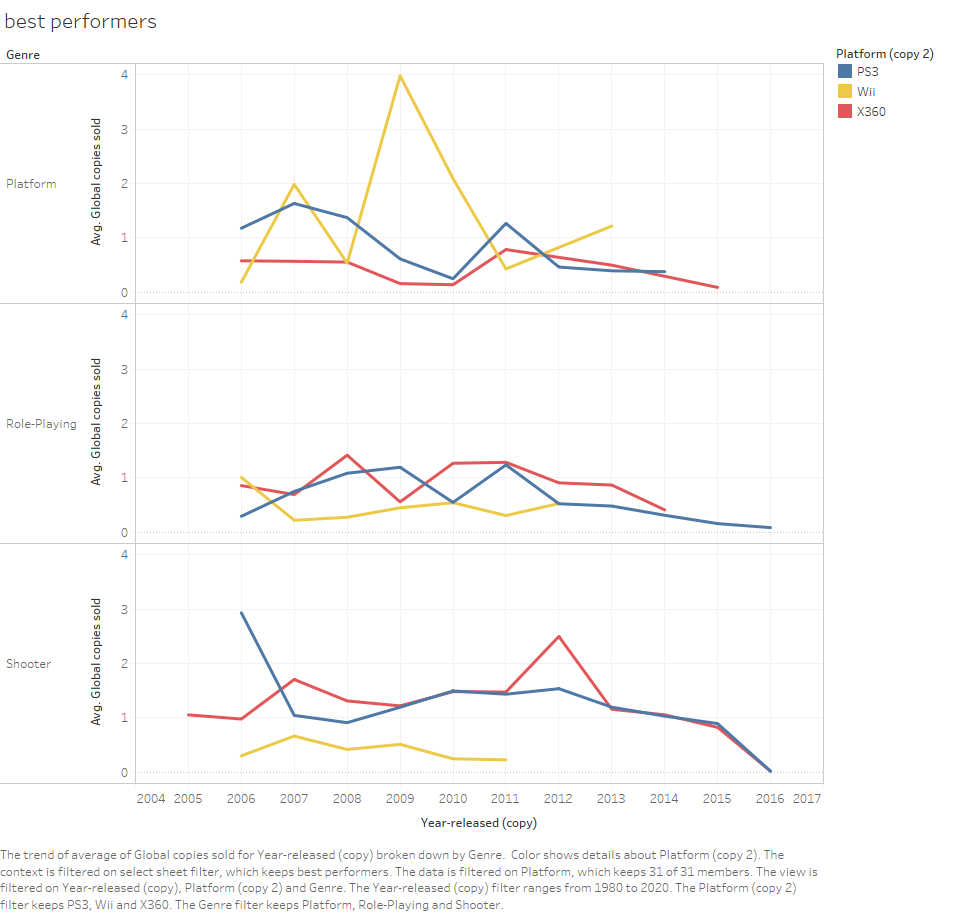 best performers
Genre
Platform (copy 2)
PS3
Wii
X360
Platform
Avg. Global copies sold
4
3
2
1
0
Role-Playing
Avg. Global copies sold
4
3
2
1
0
Shooter
Avg. Global copies sold
4
3
2
1
0
2004 2005 2006 2007 2008 2009 2010 2011 2012 2013 2014 2015 2016 2017
Year-released (copy)
The trend of average of Global copies sold for Year-released (copy) broken down by Genre.  Color shows details about Platform (copy 2). The
context is filtered on select sheet filter, which keeps best performers. The data is filtered on Platform, which keeps 31 of 31 members. The view is
filtered on Year-released (copy), Platform (copy 2) and Genre. The Year-released (copy) filter ranges from 1980 to 2020. The Platform (copy 2)
filter keeps PS3, Wii and X360. The Genre filter keeps Platform, Role-Playing and Shooter.